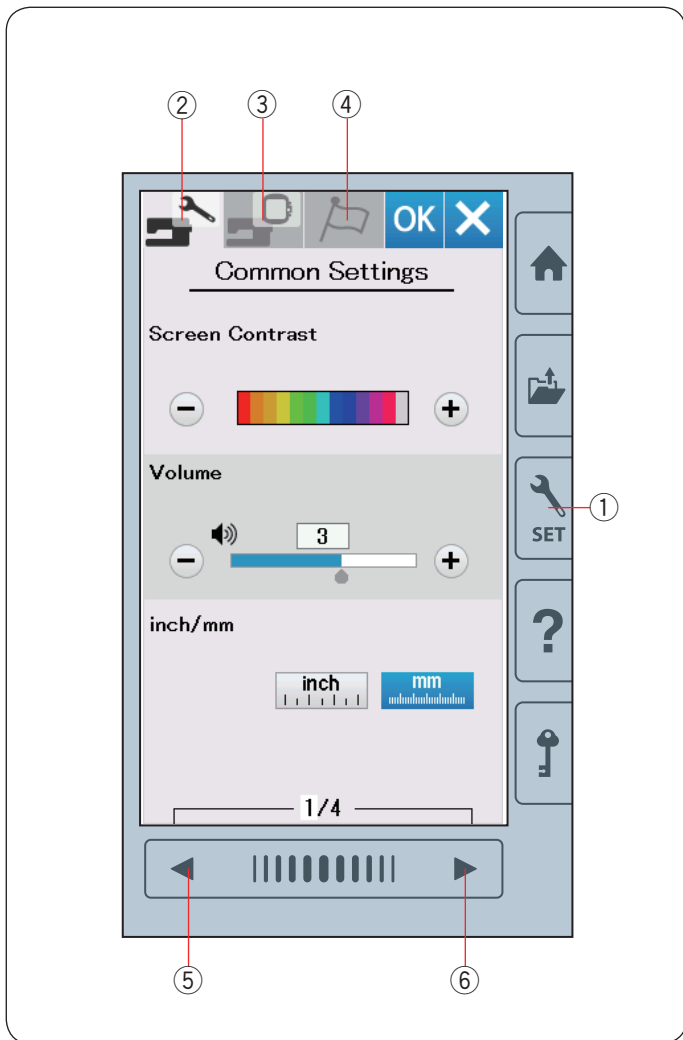 ② ③ ④
OK
Common Settings
Screen Contrast
− +
Volume
3
− +
① SET
inch/mm
inch mm
?
1/4
⑤ ⑥